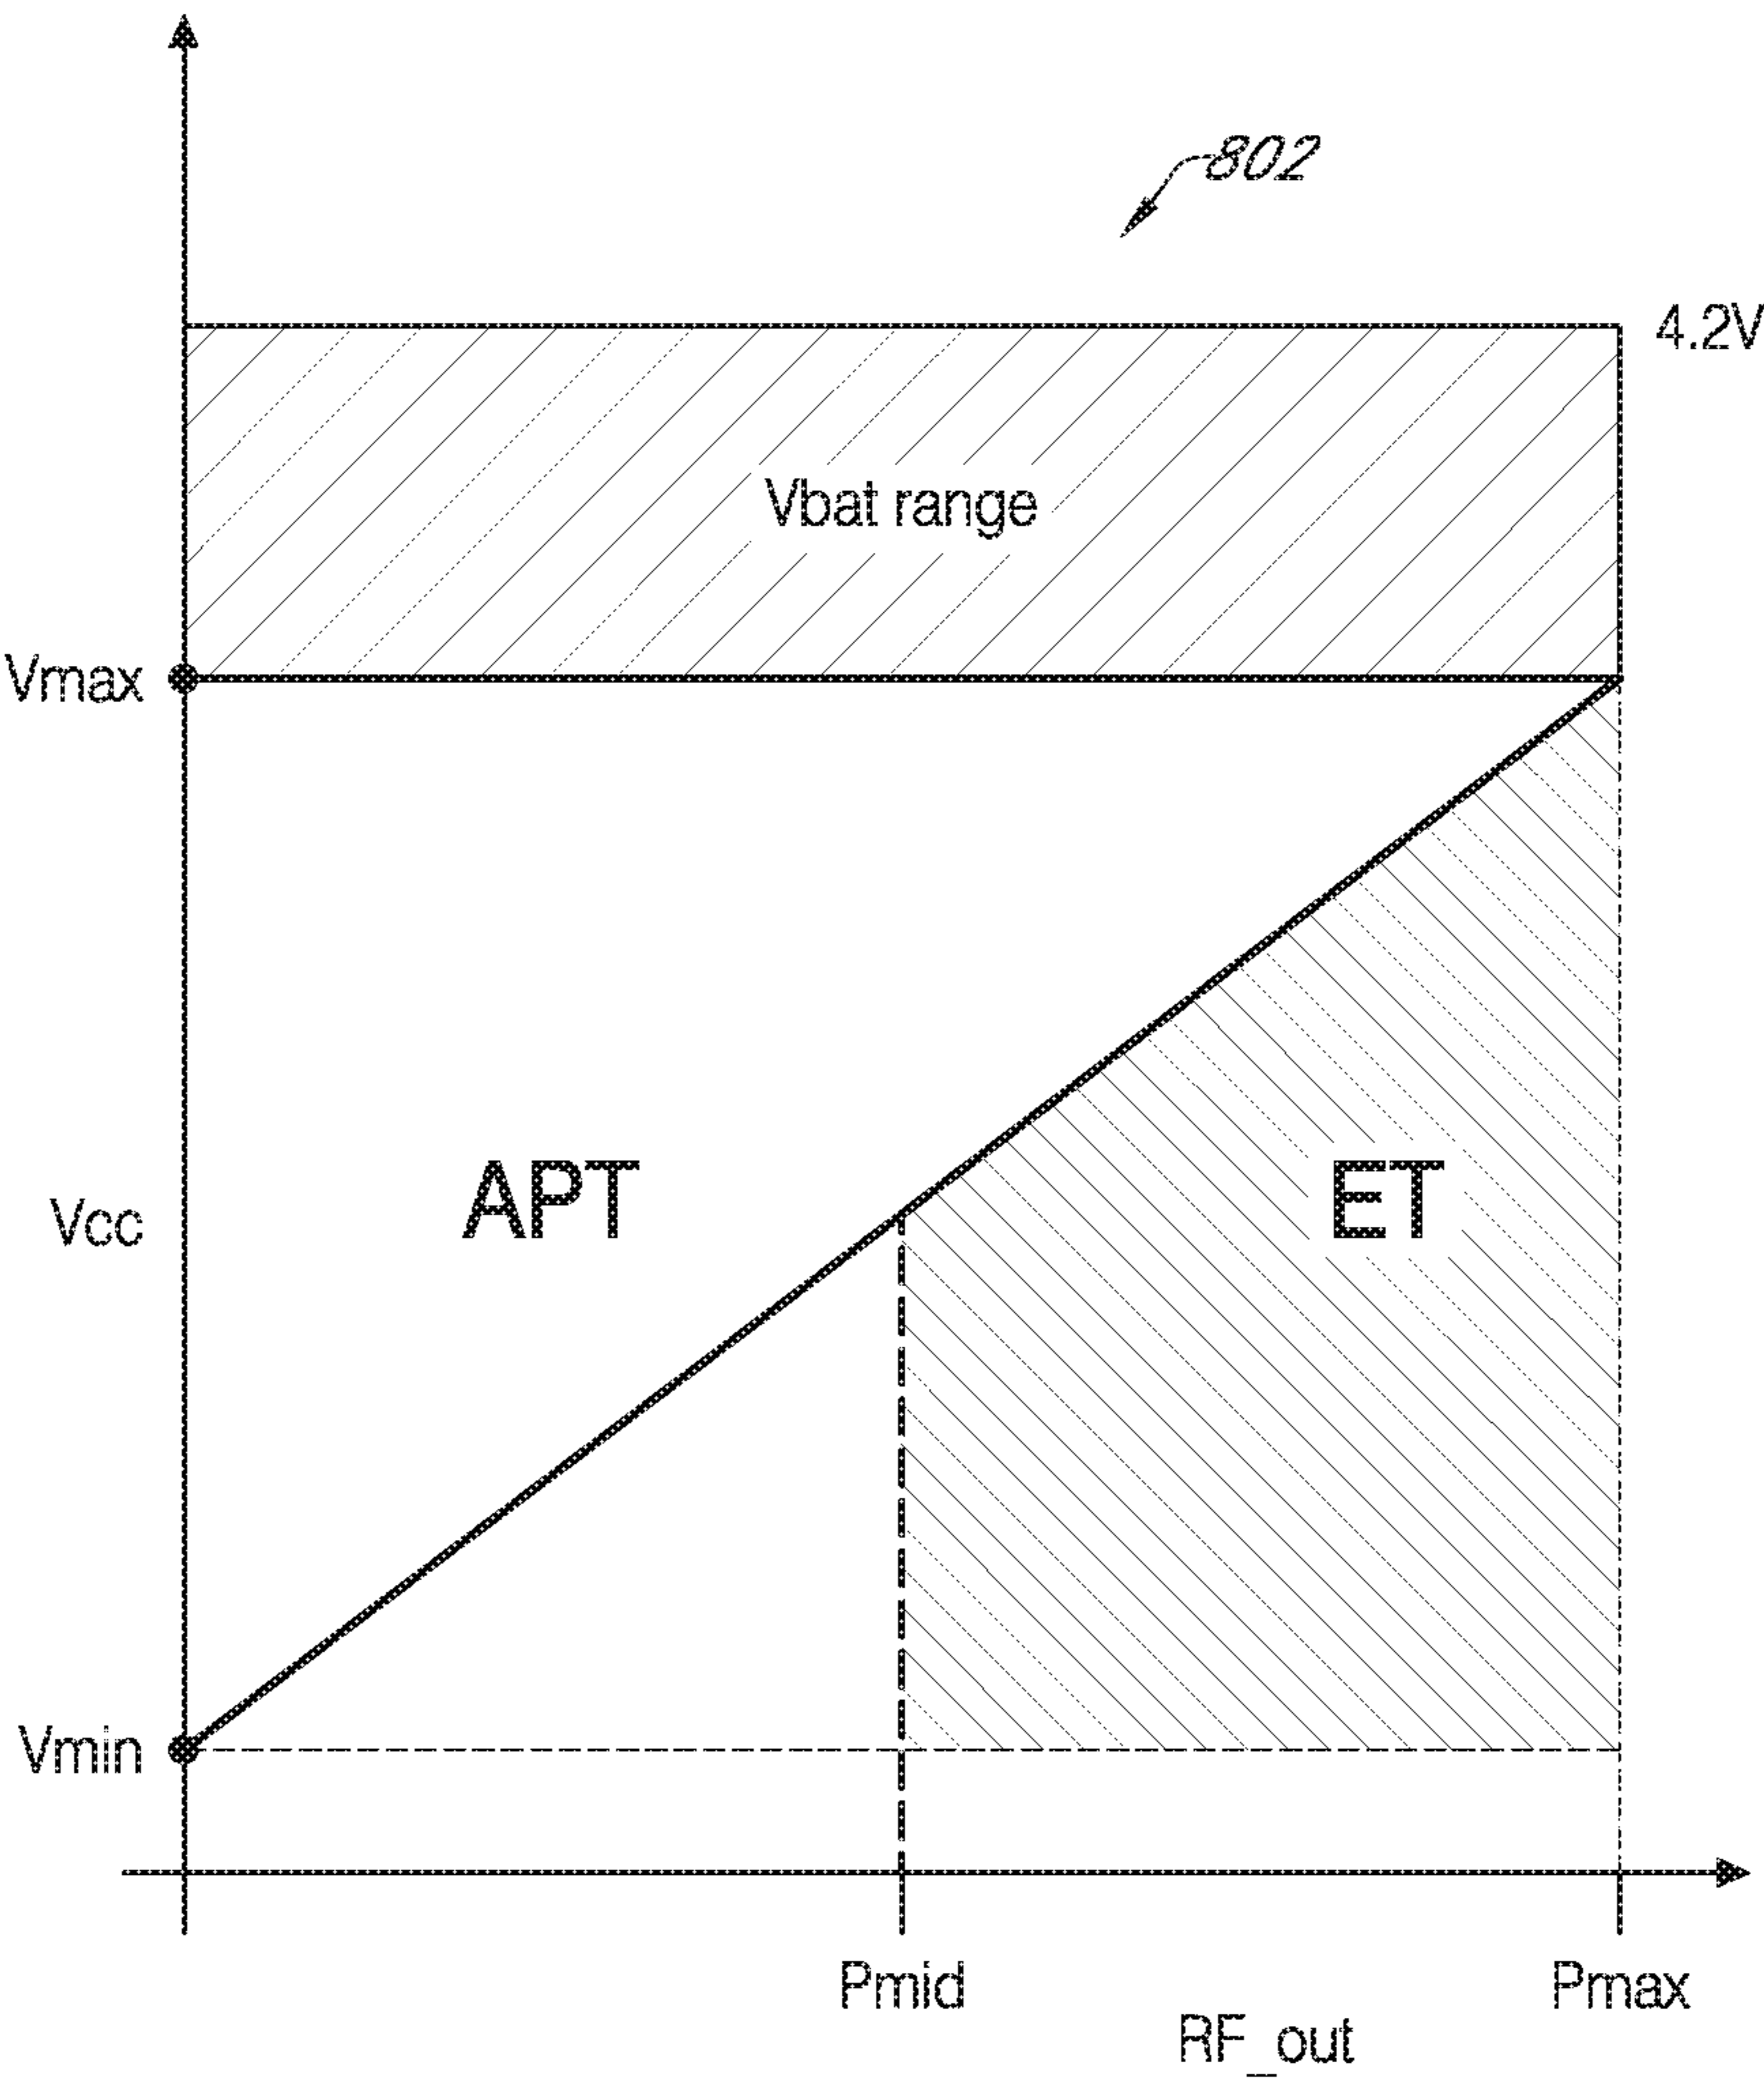 802
4.2V
Vbat range
Vmax
APT
ET
Vcc
Vmin
Pmid
Pmax
RF_out